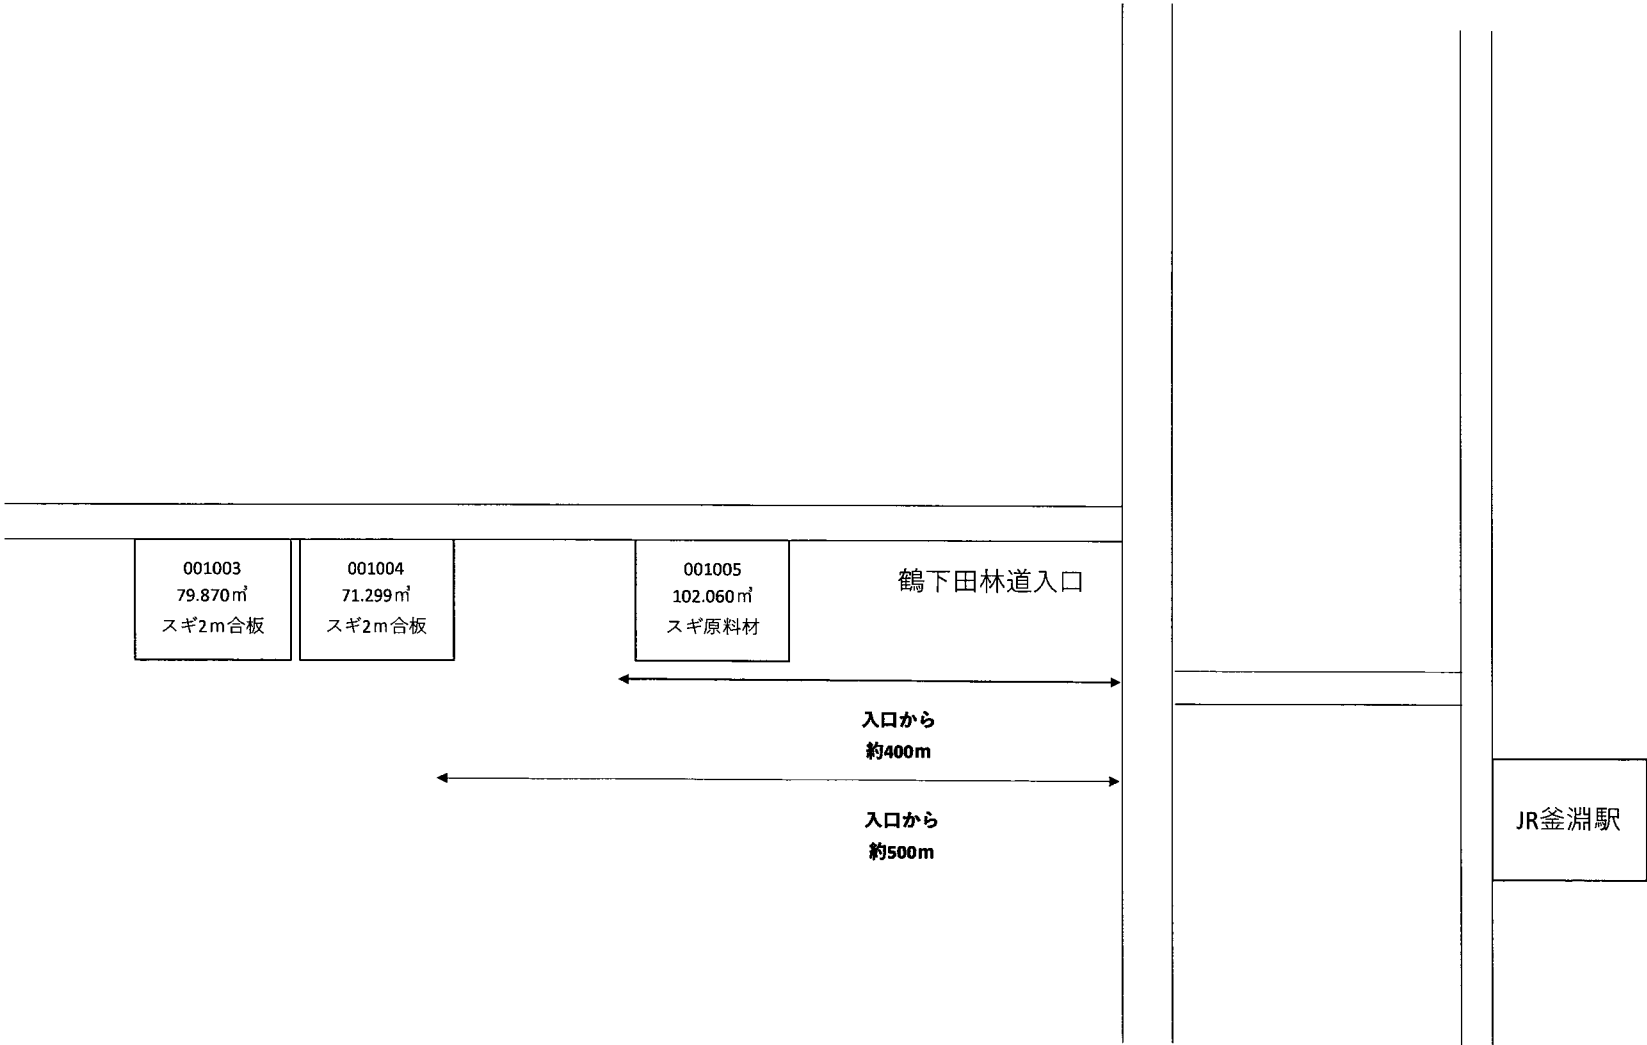 001003
79.870㎥
スギ2m合板
001004
71.299㎥
スギ2m合板
001005
102.060㎥
スギ原料材
鶴下田林道入口
入口から
約400m
入口から
約500m
JR釜淵駅